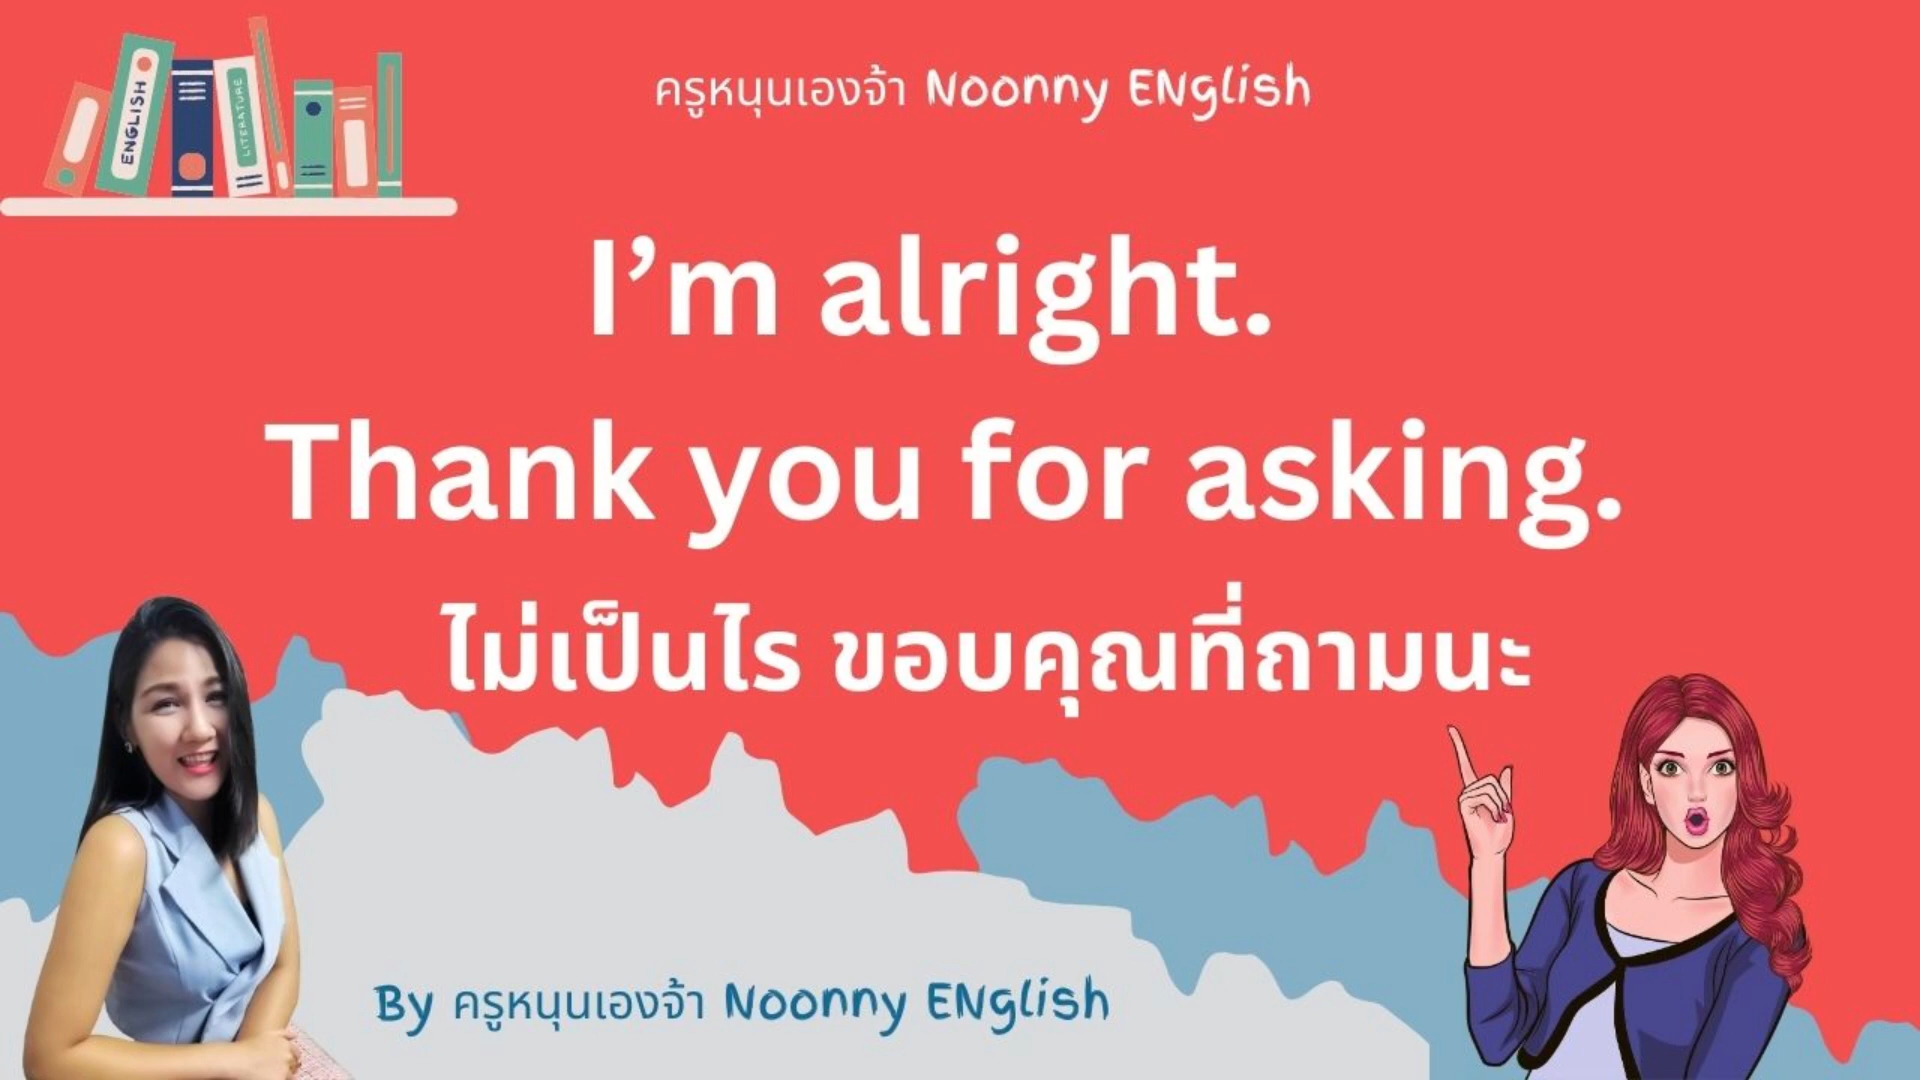 ENGLISH
LITERATURE
ครูหนุนเองจ้า Noonny ENglish
I’m alright.
Thank you for asking.
ไม่เป็นไร ขอบคุณที่ถามนะ
By ครูหนุนเองจ้า Noonny ENglish